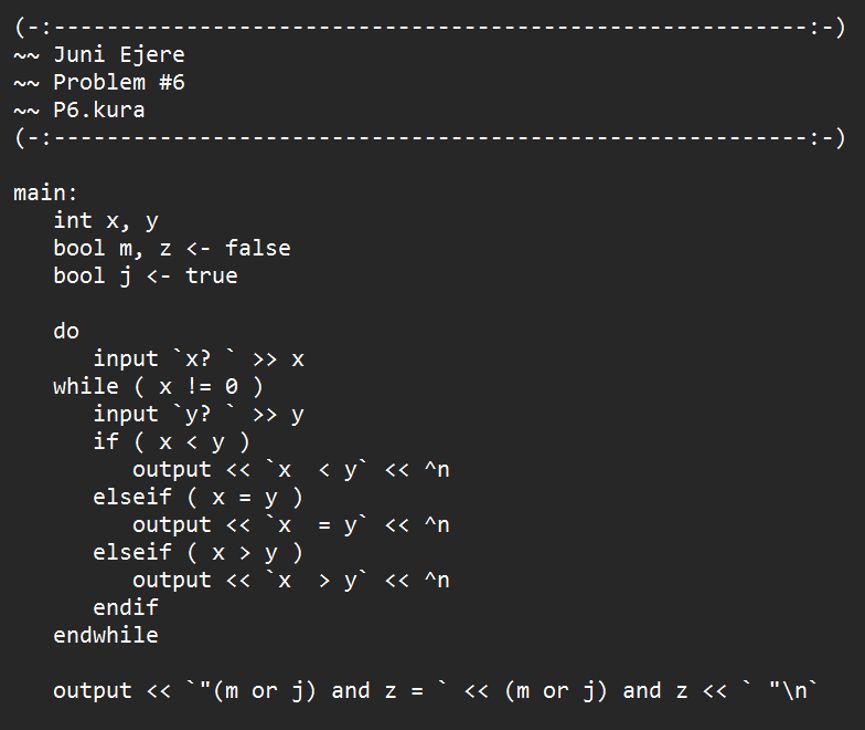 (-:---------------------------------------------------------:-)
~~ Juni Ejere
~~ Problem #6
~~ P6.kura
(-:---------------------------------------------------------:-)

main:
   int x, y
   bool m, z <- false
   bool j <- true

   do
      input `x? ` >> x
   while ( x != 0 )
      input `y? ` >> y
      if ( x < y )
         output << `x  < y` << ^n
      elseif ( x = y )
         output << `x  = y` << ^n
      elseif ( x > y )
         output << `x  > y` << ^n
      endif
   endwhile

   output << `"(m or j) and z = ` << (m or j) and z << ` "\n`